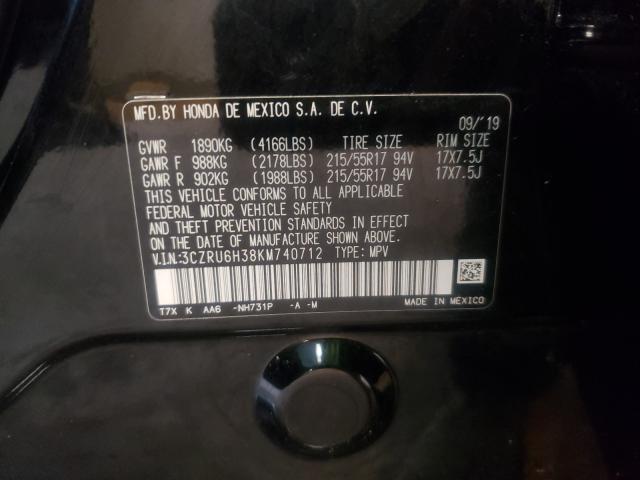 MFD.BY HONDA DE MEXICO S.A. DE C.V.
09/'19
GVWR 1890KG (4166LBS) TIRE SIZE RIM SIZE
GAWR F 988KG (2178LBS) 215/55R17 94V 17X7.5J
GAWR R 902KG (1988LBS) 215/55R17 94V 17X7.5J
THIS VEHICLE CONFORMS TO ALL APPLICABLE
FEDERAL MOTOR VEHICLE SAFETY
AND THEFT PREVENTION STANDARDS IN EFFECT
ON THE DATE OF MANUFACTURE SHOWN ABOVE.
V.I.N.:3CZRU6H38KM740712 TYPE: MPV
T7X K AA6 -NH731P -A -M MADE IN MEXICO